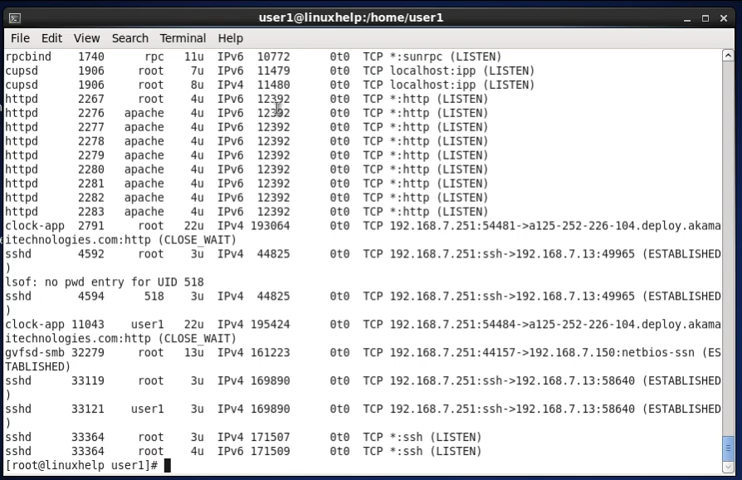 user1@linuxhelp:/home/user1
File Edit View Search Terminal Help
rpcbind 1740 rpc 11u IPv6 10772 0t0 TCP *:sunrpc (LISTEN)
cupsd 1906 root 7u IPv6 11479 0t0 TCP localhost:ipp (LISTEN)
cupsd 1906 root 8u IPv4 11480 0t0 TCP localhost:ipp (LISTEN)
httpd 2267 root 4u IPv6 12392 0t0 TCP *:http (LISTEN)
httpd 2276 apache 4u IPv6 12392 0t0 TCP *:http (LISTEN)
httpd 2277 apache 4u IPv6 12392 0t0 TCP *:http (LISTEN)
httpd 2278 apache 4u IPv6 12392 0t0 TCP *:http (LISTEN)
httpd 2279 apache 4u IPv6 12392 0t0 TCP *:http (LISTEN)
httpd 2280 apache 4u IPv6 12392 0t0 TCP *:http (LISTEN)
httpd 2281 apache 4u IPv6 12392 0t0 TCP *:http (LISTEN)
httpd 2282 apache 4u IPv6 12392 0t0 TCP *:http (LISTEN)
httpd 2283 apache 4u IPv6 12392 0t0 TCP *:http (LISTEN)
clock-app 2791 root 22u IPv4 193064 0t0 TCP 192.168.7.251:54481->a125-252-226-104.deploy.akama
itechnologies.com:http (CLOSE_WAIT)
sshd 4592 root 3u IPv4 44825 0t0 TCP 192.168.7.251:ssh->192.168.7.13:49965 (ESTABLISHED
)
lsof: no pwd entry for UID 518
sshd 4594 518 3u IPv4 44825 0t0 TCP 192.168.7.251:ssh->192.168.7.13:49965 (ESTABLISHED
)
clock-app 11043 user1 22u IPv4 195424 0t0 TCP 192.168.7.251:54484->a125-252-226-104.deploy.akama
itechnologies.com:http (CLOSE_WAIT)
gvfsd-smb 32279 root 13u IPv4 161223 0t0 TCP 192.168.7.251:44157->192.168.7.150:netbios-ssn (ES
TABLISHED)
sshd 33119 root 3u IPv4 169890 0t0 TCP 192.168.7.251:ssh->192.168.7.13:58640 (ESTABLISHED
)
sshd 33121 user1 3u IPv4 169890 0t0 TCP 192.168.7.251:ssh->192.168.7.13:58640 (ESTABLISHED
)
sshd 33364 root 3u IPv4 171507 0t0 TCP *:ssh (LISTEN)
sshd 33364 root 4u IPv6 171509 0t0 TCP *:ssh (LISTEN)
[root@linuxhelp user1]#